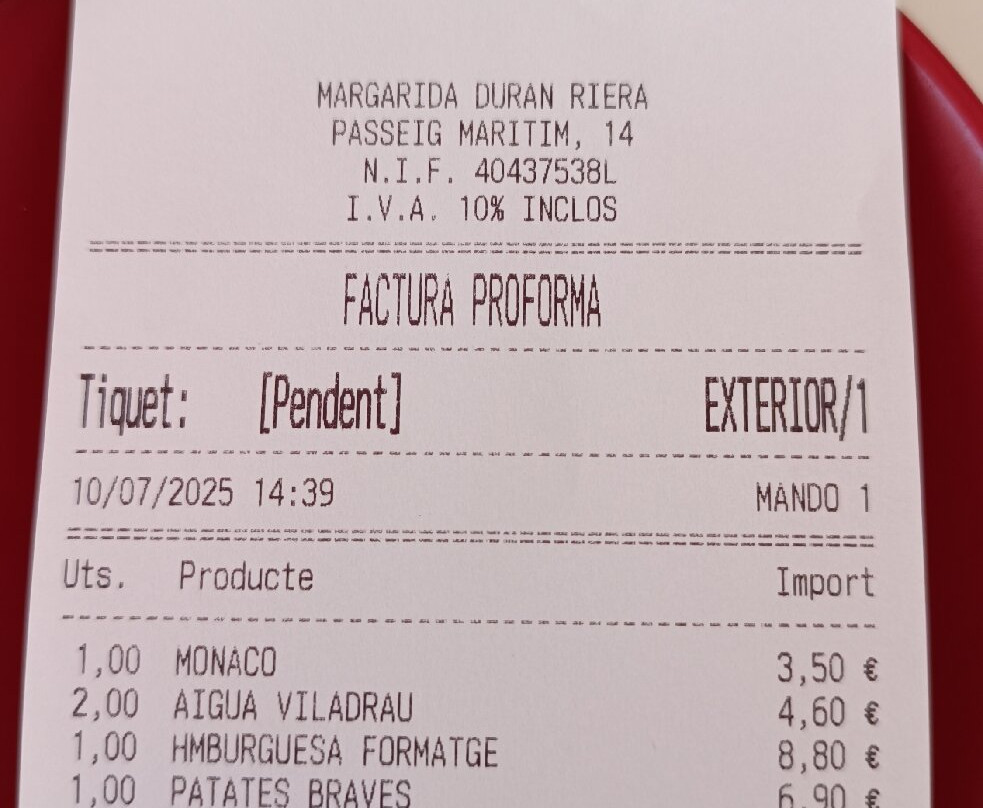 MARGARIDA DURAN RIERA
PASSEIG MARITIM, 14
N.I.F. 40437538L
I.V.A. 10% INCLOS
FACTURA PROFORMA
Tiquet: [Pendent] EXTERIOR/1
10/07/2025 14:39 MANDO 1
Uts. Producte Import
1,00 MONACO 3,50 €
2,00 AIGUA VILADRAU 4,60 €
1,00 HMBURGUESA FORMATGE 8,80 €
1,00 PATATES BRAVES 6,90 €